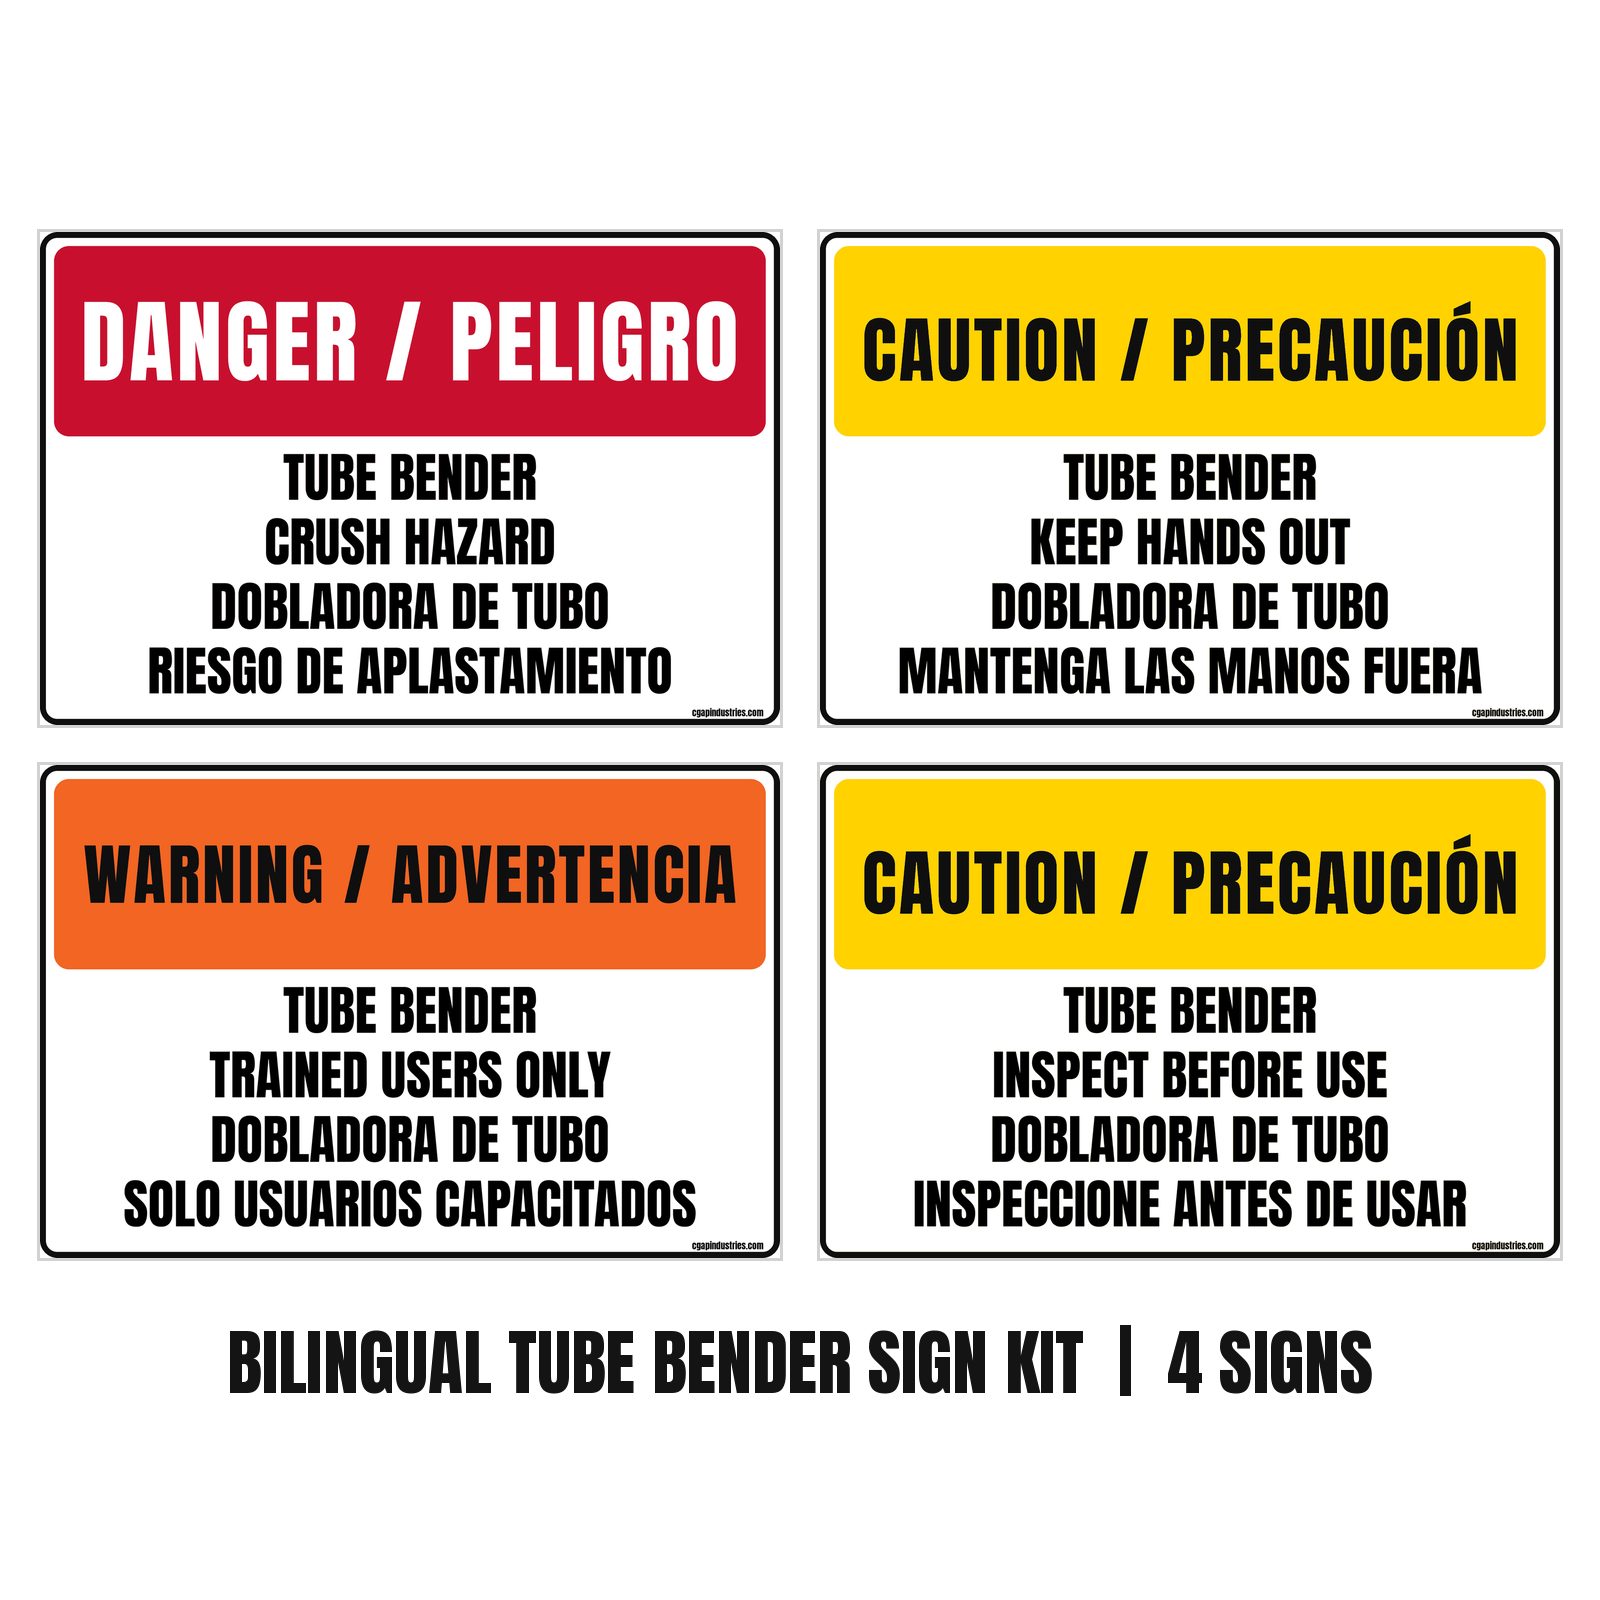 DANGER / PELIGRO
TUBE BENDER
CRUSH HAZARD
DOBLADORA DE TUBO
RIESGO DE APLASTAMIENTO
cgapindustries.com
CAUTION / PRECAUCIÓN
TUBE BENDER
KEEP HANDS OUT
DOBLADORA DE TUBO
MANTENGA LAS MANOS FUERA
cgapindustries.com
WARNING / ADVERTENCIA
TUBE BENDER
TRAINED USERS ONLY
DOBLADORA DE TUBO
SOLO USUARIOS CAPACITADOS
cgapindustries.com
CAUTION / PRECAUCIÓN
TUBE BENDER
INSPECT BEFORE USE
DOBLADORA DE TUBO
INSPECCIONE ANTES DE USAR
cgapindustries.com
BILINGUAL TUBE BENDER SIGN KIT | 4 SIGNS